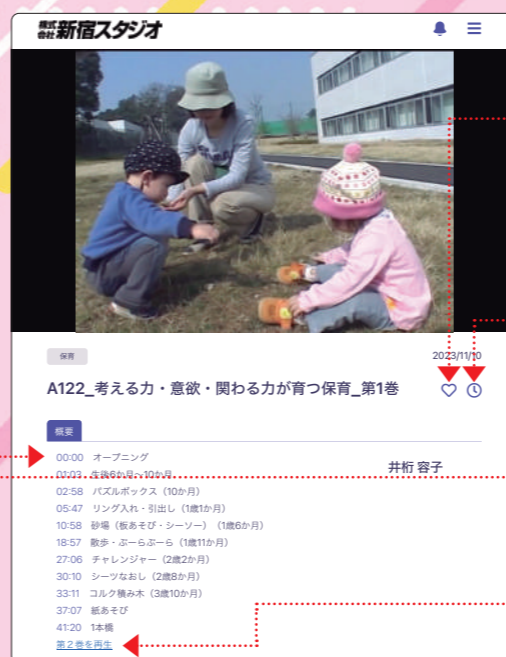 株式会社 新宿スタジオ
保育
2023/11/10
A122_考える力・意欲・関わる力が育つ保育_第1巻
概要
井桁 容子
00:00 オープニング
01:03 生後6か月~10か月
02:58 パズルボックス（10か月）
05:47 リング入れ・引出し（1歳1か月）
10:58 砂場（板あそび・シーソー）（1歳6か月）
18:57 散歩・ぶーらぶーら（1歳11か月）
27:06 チャレンジャー（2歳2か月）
30:10 シーツなおし（2歳8か月）
33:11 コルク積み木（3歳10か月）
37:07 紙あそび
41:20 1本橋
第２巻を再生